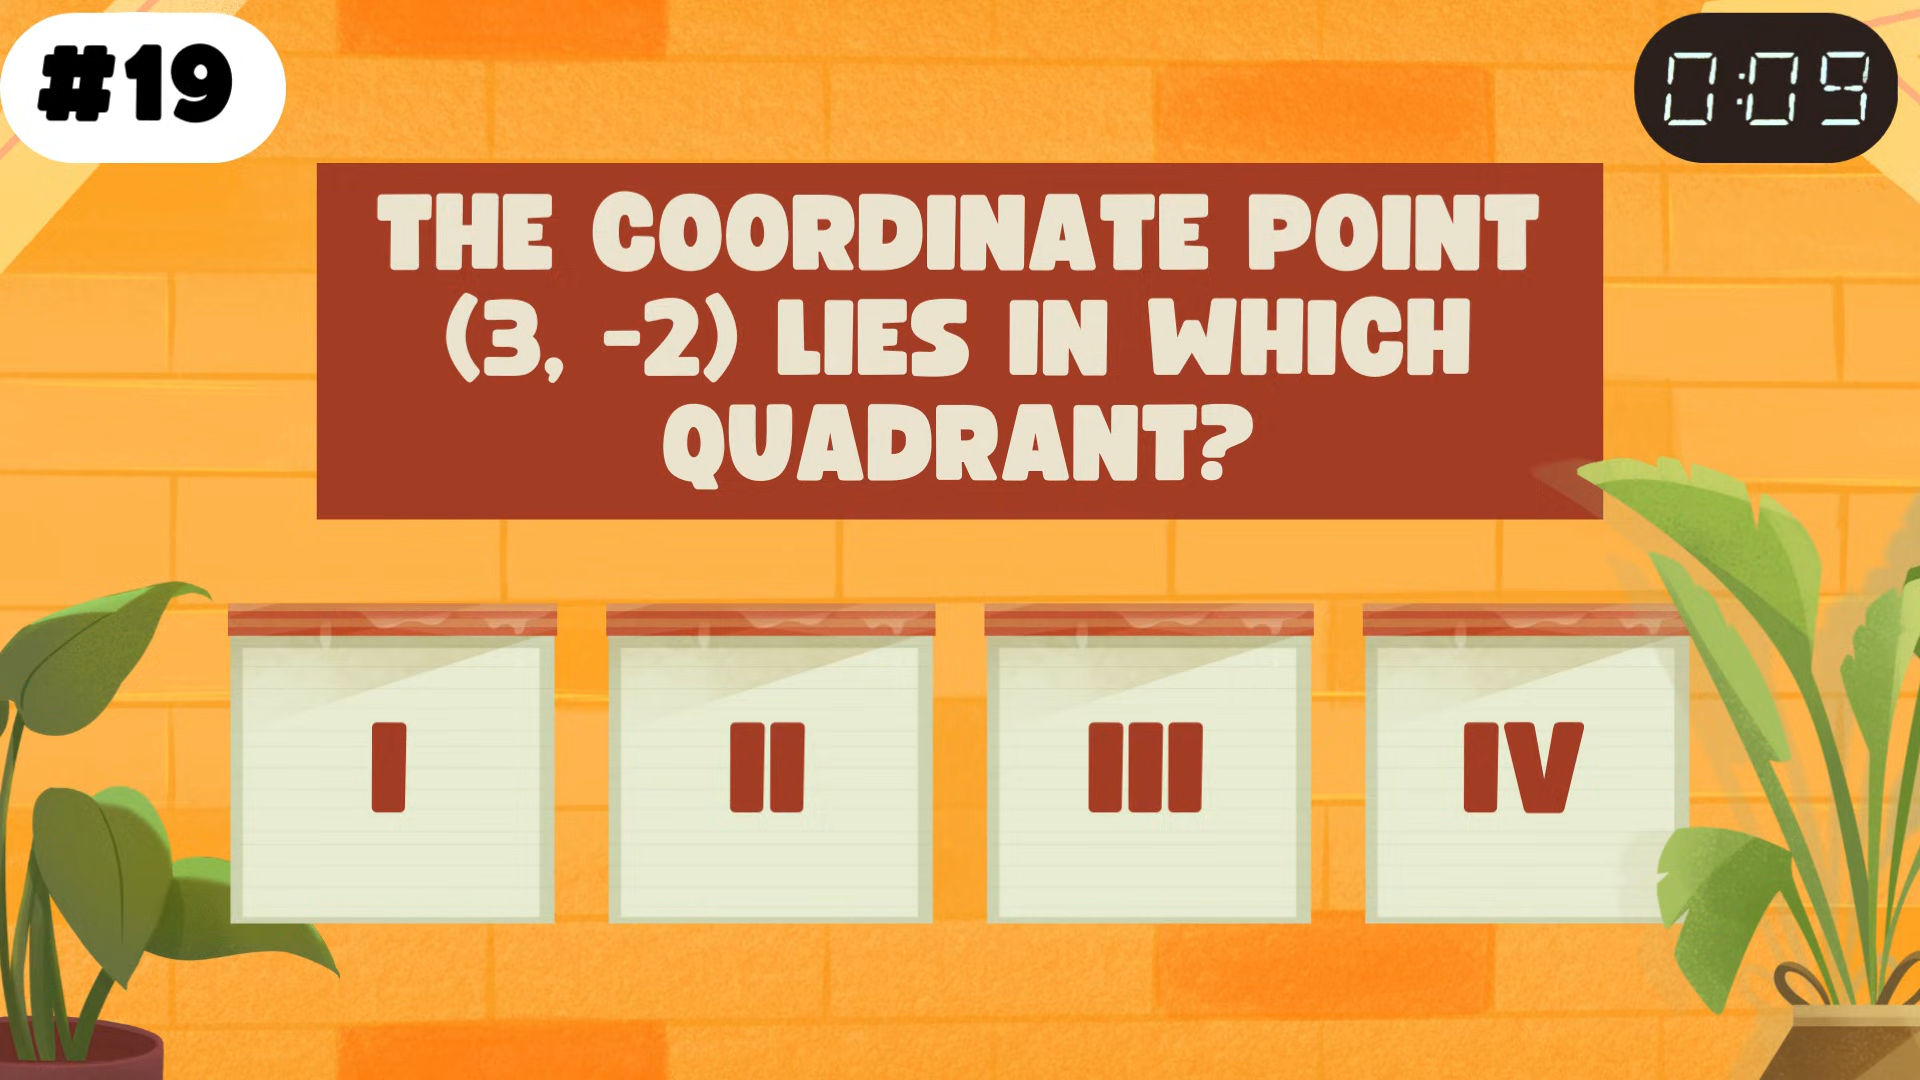 #19
0:09
THE COORDINATE POINT
(3, -2) LIES IN WHICH
QUADRANT?
I
II
III
IV